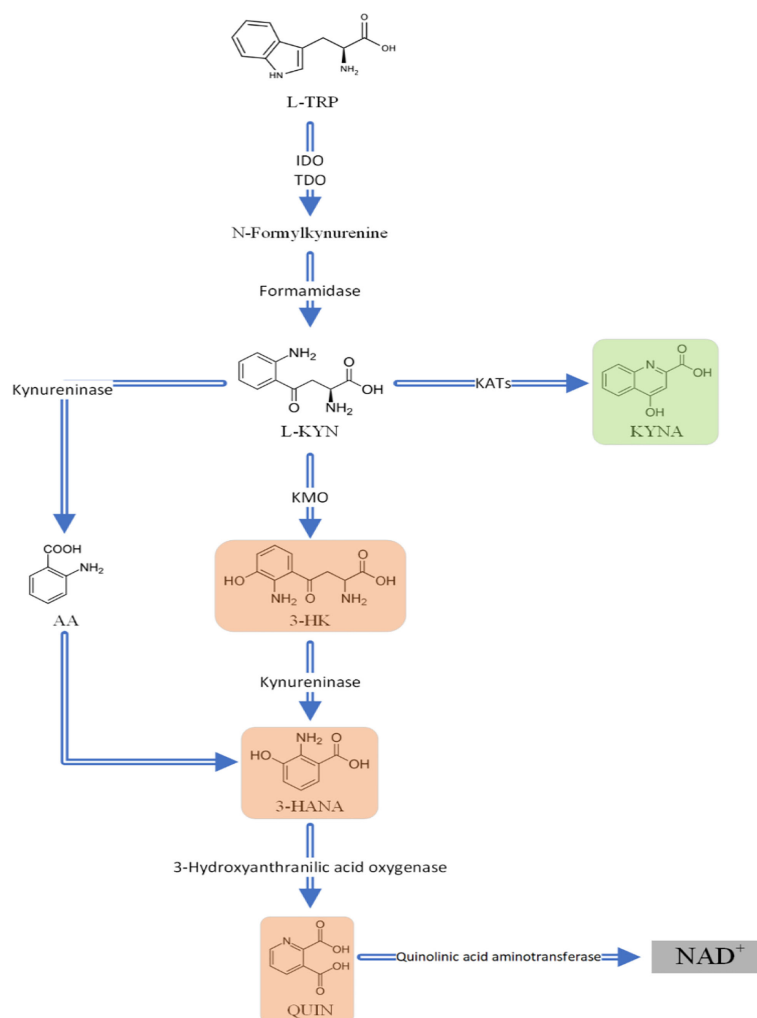 O
OH
HN
NH2
L-TRP
IDO
TDO
N-Formylkynurenine
Formamidase
NH2
O
OH
O
NH2
L-KYN
Kynureninase
KATs
N
O
OH
OH
KYNA
KMO
COOH
NH2
AA
O
HO
OH
NH2
O
NH2
3-HK
Kynureninase
NH2
O
HO
OH
3-HANA
3-Hydroxyanthranilic acid oxygenase
N
O
OH
OH
O
QUIN
Quinolinic acid aminotransferase
NAD+